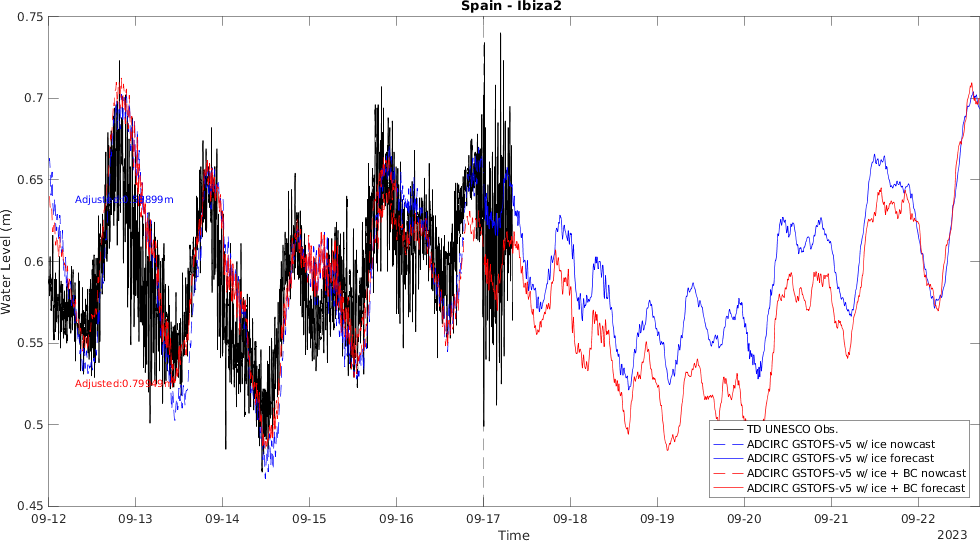 Spain - Ibiza2
0.75
0.7
0.65
0.6
0.55
0.5
0.45
Water Level (m)
09-12 09-13 09-14 09-15 09-16 09-17 09-18 09-19 09-20 09-21 09-22
Time
2023
TD UNESCO Obs.
ADCIRC GSTOFS-v5 w/ ice nowcast
ADCIRC GSTOFS-v5 w/ ice forecast
ADCIRC GSTOFS-v5 w/ ice + BC nowcast
ADCIRC GSTOFS-v5 w/ ice + BC forecast